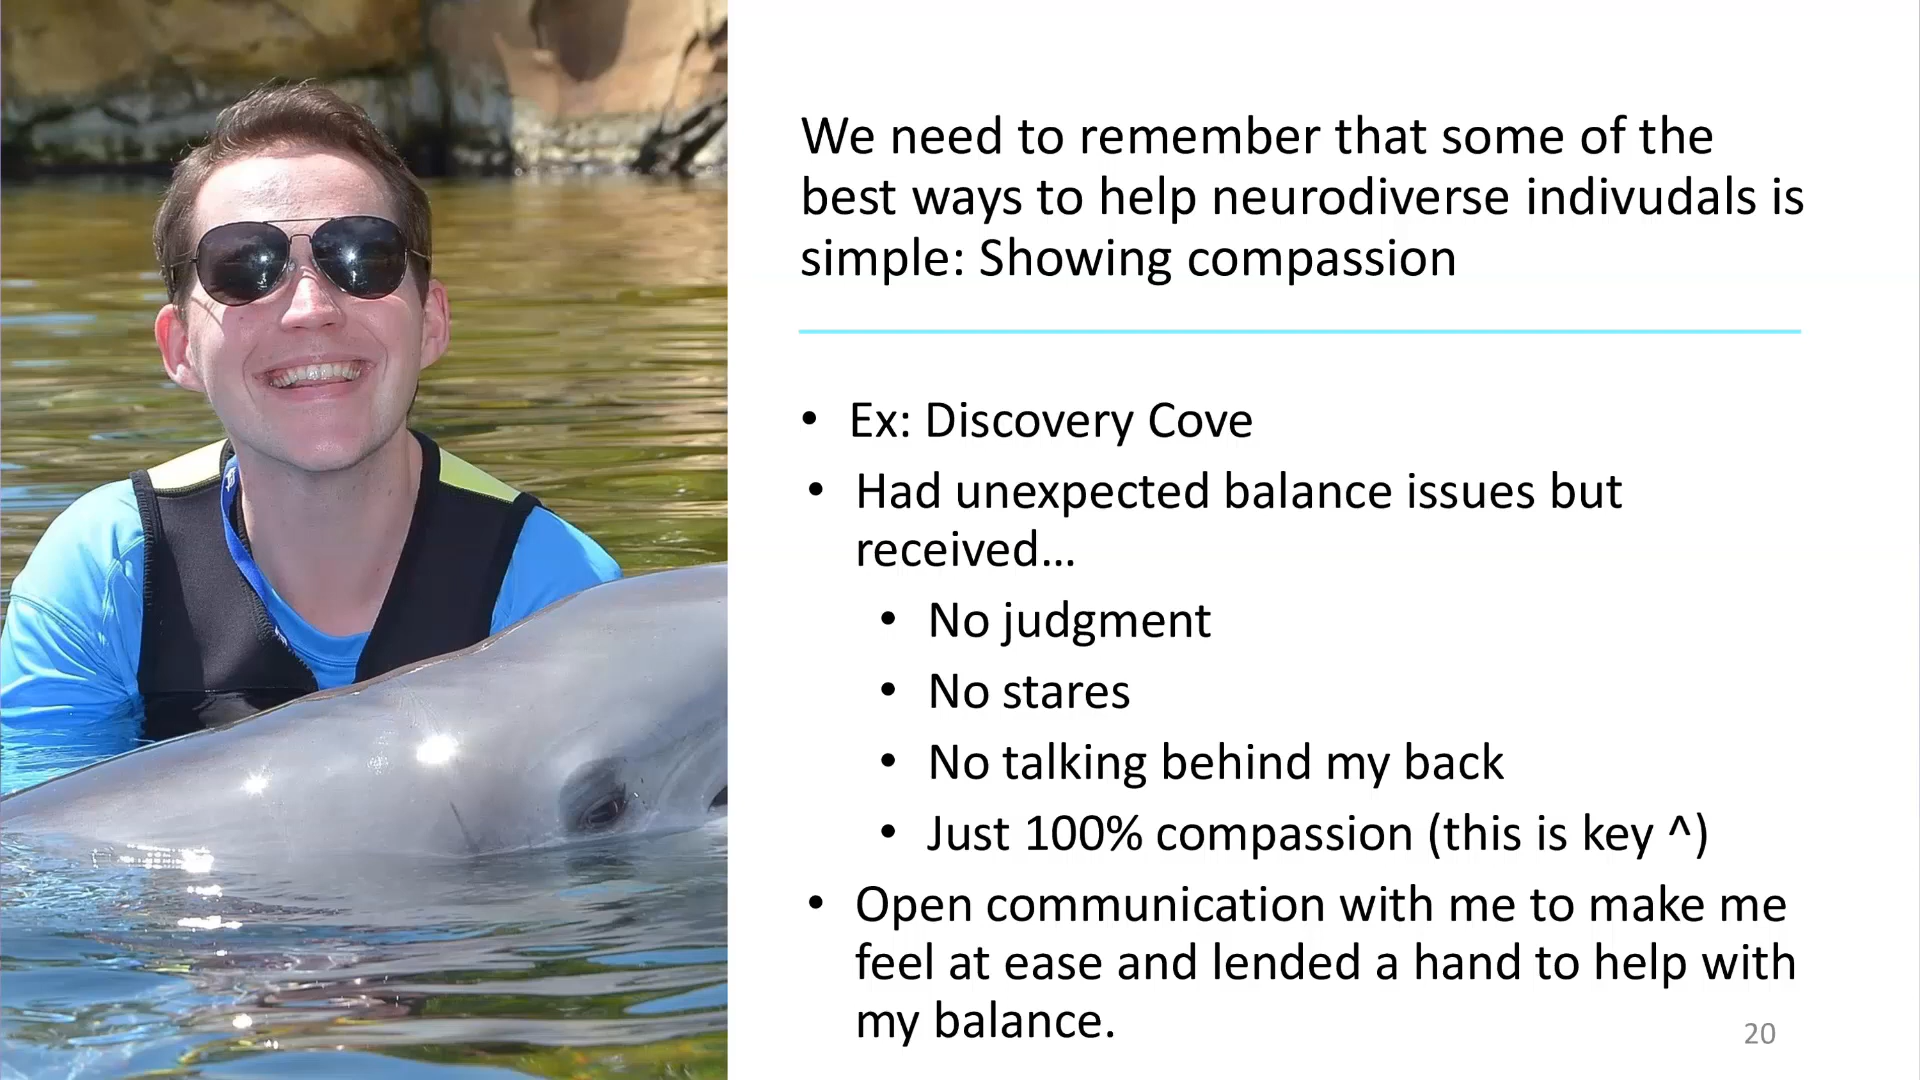 We need to remember that some of the
best ways to help neurodiverse indivudals is
simple: Showing compassion
• Ex: Discovery Cove
• Had unexpected balance issues but
received…
• No judgment
• No stares
• No talking behind my back
• Just 100% compassion (this is key ^)
• Open communication with me to make me
feel at ease and lended a hand to help with
my balance.
20